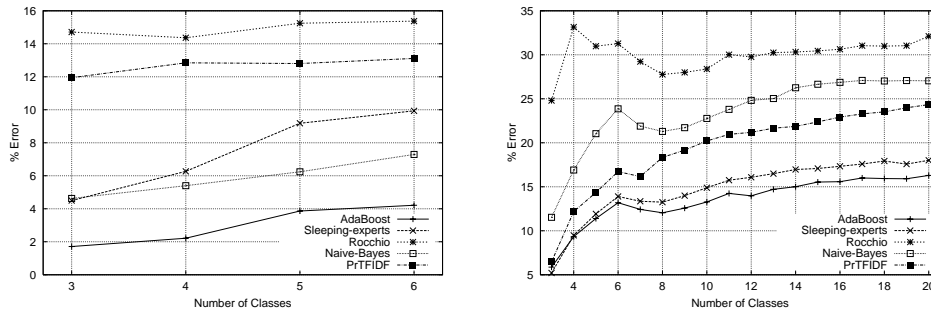 16
14
12
10
8
6
4
2
0
% Error
3
4
5
6
Number of Classes
AdaBoost
Sleeping-experts
Rocchio
Naive-Bayes
PrTFIDF
35
30
25
20
15
10
5
% Error
4
6
8
10
12
14
16
18
20
Number of Classes
AdaBoost
Sleeping-experts
Rocchio
Naive-Bayes
PrTFIDF